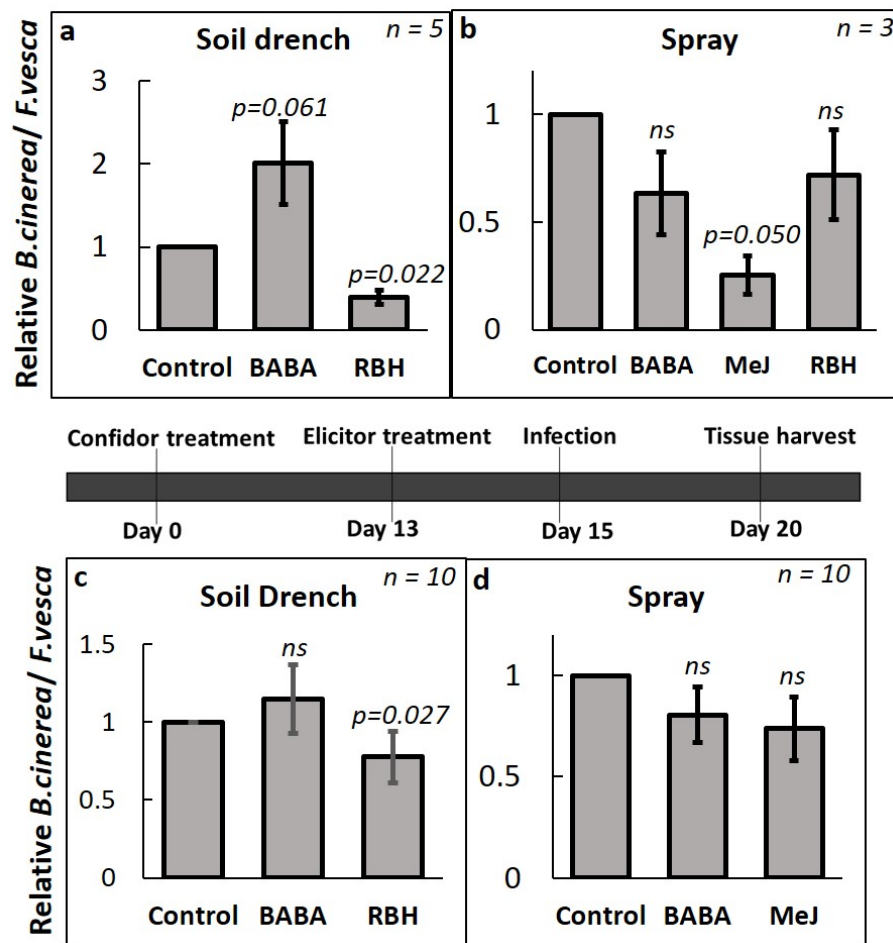 a
Soil drench
n = 5
Relative B.cinerea/ F.vesca
3
2
1
0
p=0.061
p=0.022
Control BABA RBH
b
Spray
n = 3
1
0.5
0
ns
p=0.050
ns
Control BABA MeJ RBH
Confidor treatment Elicitor treatment Infection Tissue harvest
Day 0 Day 13 Day 15 Day 20
c
Soil Drench
n = 10
Relative B.cinerea/ F.vesca
1.5
1
0.5
0
ns
p=0.027
Control BABA RBH
d
Spray
n = 10
1
0.5
0
ns
ns
Control BABA MeJ